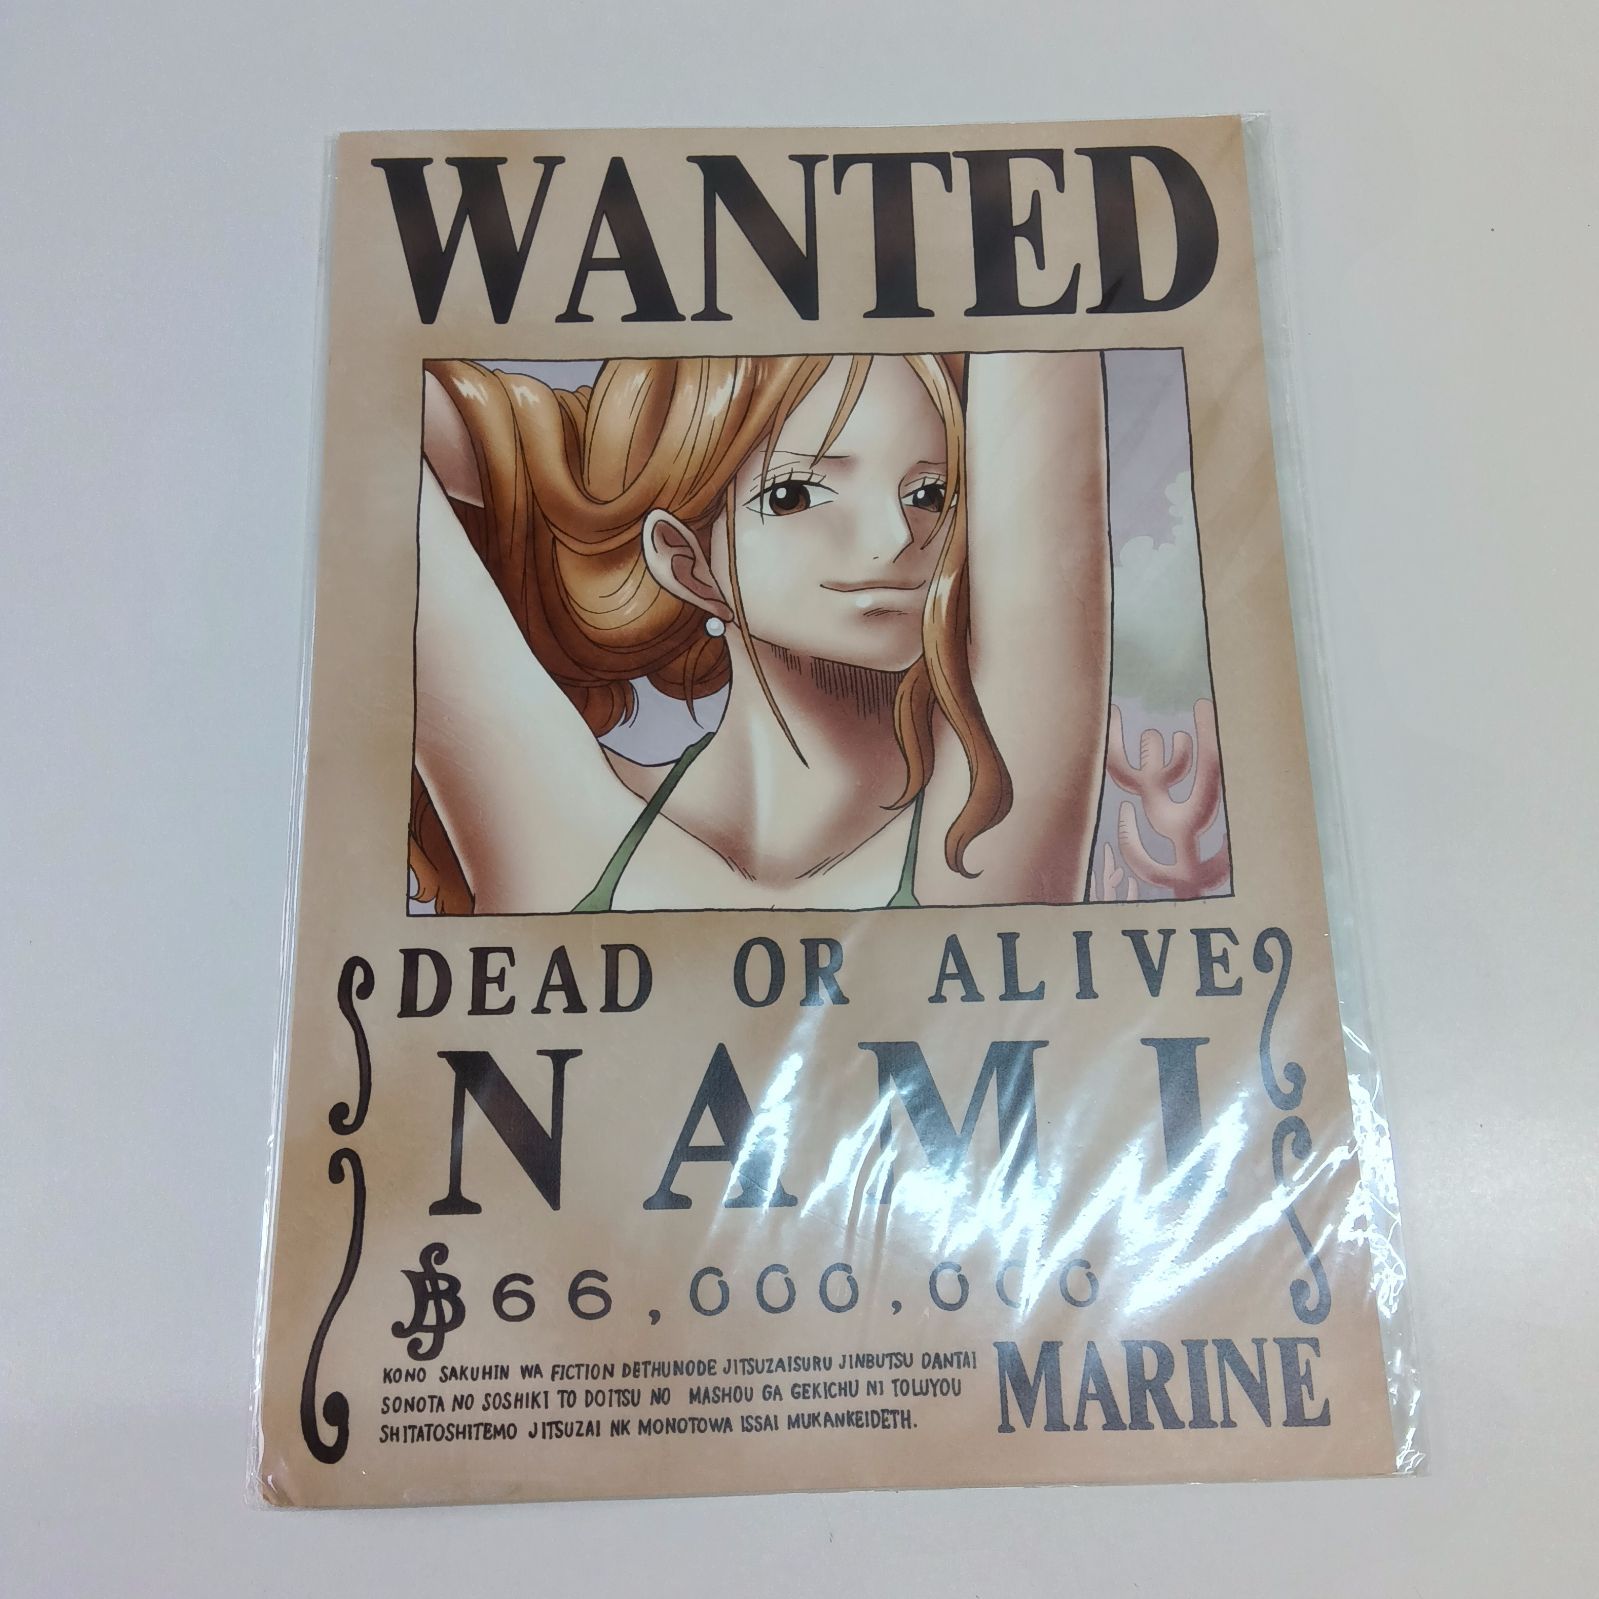 WANTED
DEAD OR ALIVE
NAMI
฿66,000,000
KONO SAKUHIN WA FICTION DETHUNODE JITSUZAISURU JINBUTSU DANTAI
SONOTA NO SOSHIKI TO DOITSU NO MASHOU GA GEKICHU NI TOLUYOU
SHITATOSHITEMO JITSUZAI NK MONOTOWA ISSAI MUKANKEIDETH.
MARINE